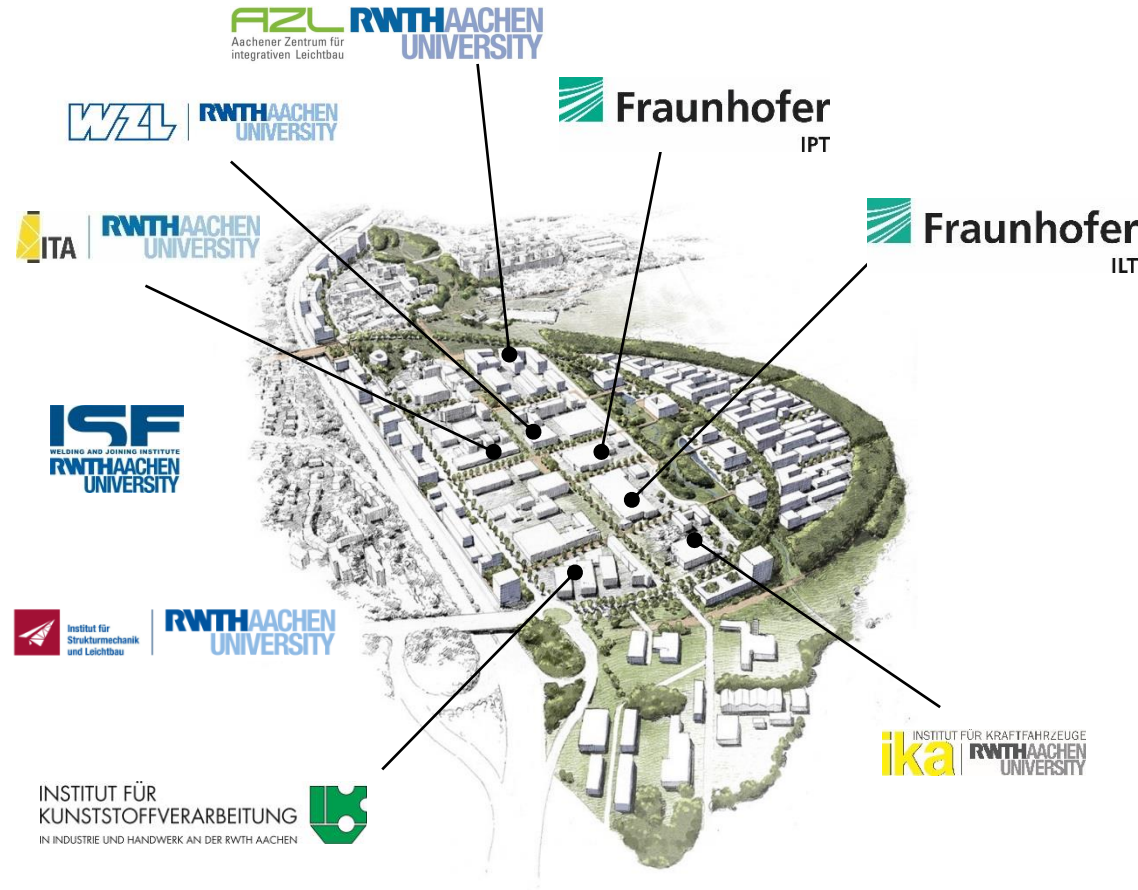 AZL RWTHAACHEN
UNIVERSITY
Aachener Zentrum für
integrativen Leichtbau
WZL RWTHAACHEN
UNIVERSITY
Fraunhofer
IPT
ITA RWTHAACHEN
UNIVERSITY
Fraunhofer
ILT
ISF
WELDING AND JOINING INSTITUTE
RWTHAACHEN
UNIVERSITY
Institut für
Strukturmechanik
und Leichtbau
RWTHAACHEN
UNIVERSITY
INSTITUT FÜR KRAFTFAHRZEUGE
ika RWTHAACHEN
UNIVERSITY
INSTITUT FÜR
KUNSTSTOFFVERARBEITUNG
IN INDUSTRIE UND HANDWERK AN DER RWTH AACHEN
IKV